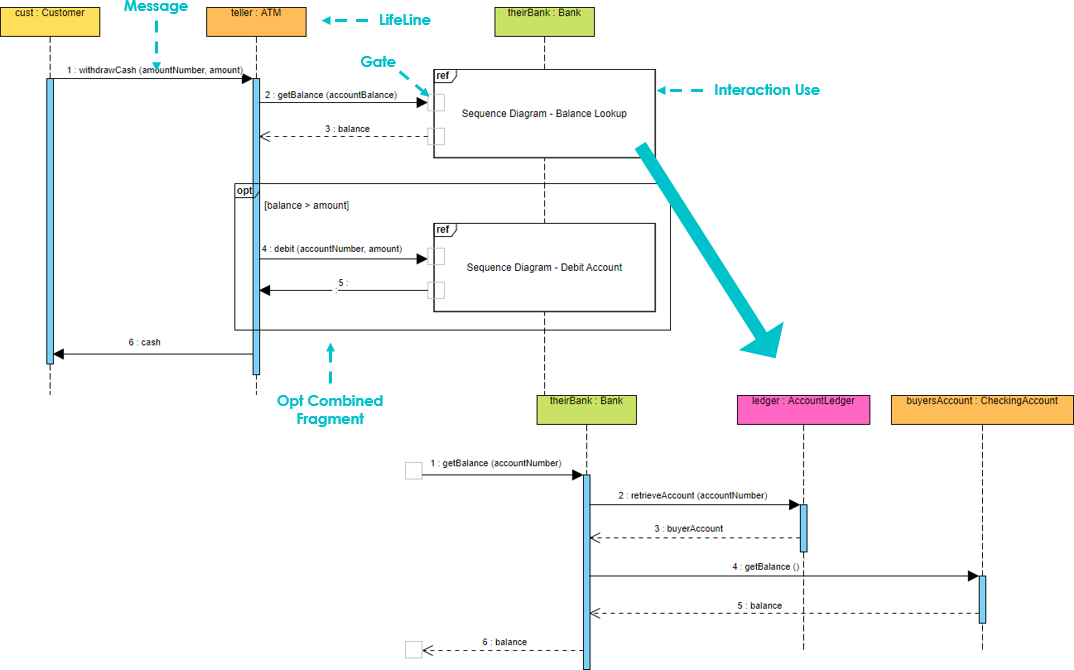 Message
cust : Customer
teller : ATM
LifeLine
theirBank : Bank
1 : withdrawCash (amountNumber, amount)
Gate
ref
2 : getBalance (accountBalance)
Interaction Use
Sequence Diagram - Balance Lookup
3 : balance
opt
[balance > amount]
ref
4 : debit (accountNumber, amount)
Sequence Diagram - Debit Account
5 :
6 : cash
Opt Combined
Fragment
theirBank : Bank
ledger : AccountLedger
buyersAccount : CheckingAccount
1 : getBalance (accountNumber)
2 : retrieveAccount (accountNumber)
3 : buyerAccount
4 : getBalance ()
5 : balance
6 : balance